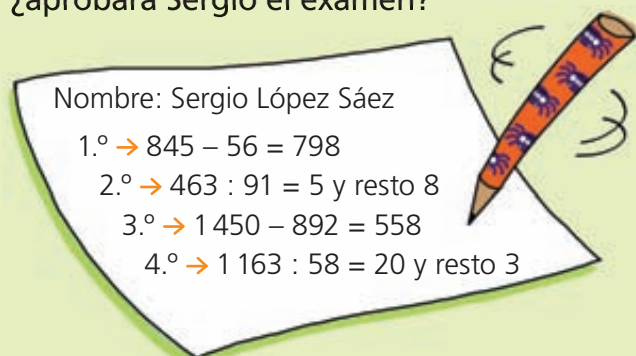 ¿aprobará Sergio el examen?
Nombre: Sergio López Sáez
1.º → 845 – 56 = 798
2.º → 463 : 91 = 5 y resto 8
3.º → 1 450 – 892 = 558
4.º → 1 163 : 58 = 20 y resto 3